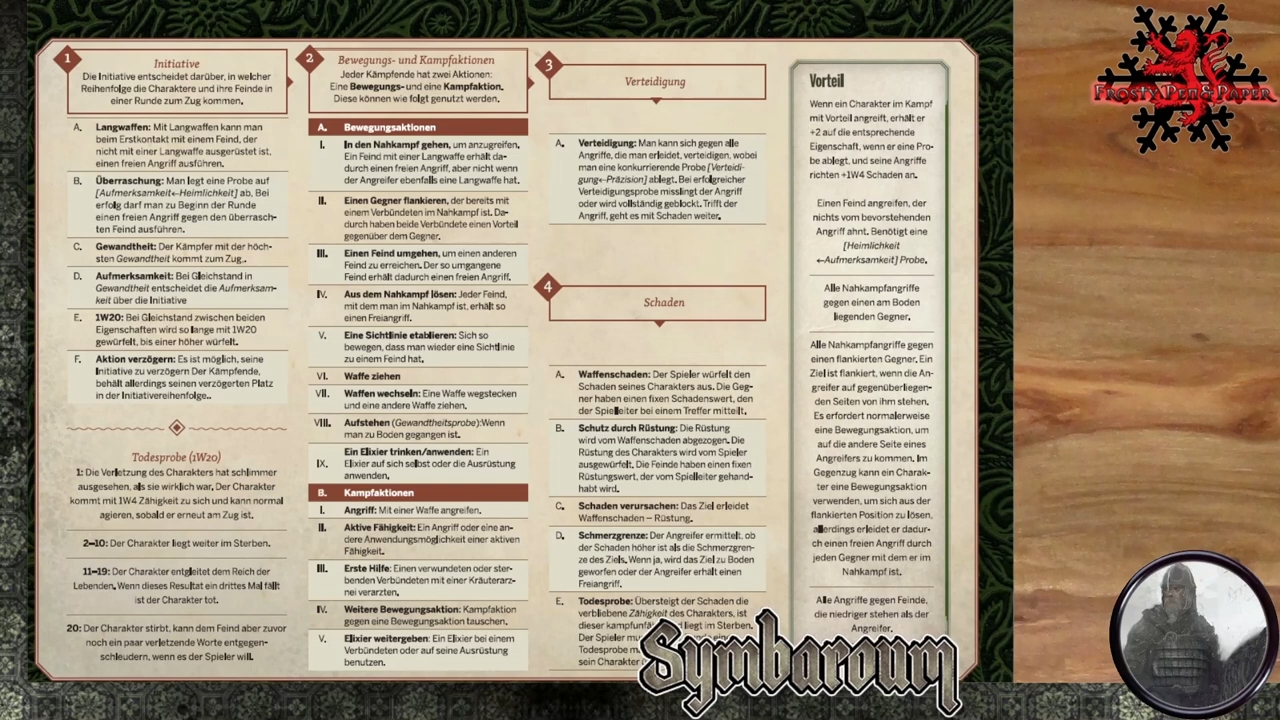 1
Initiative
Die Initiative entscheidet darüber, in welcher
Reihenfolge die Charaktere und ihre Feinde in
einer Runde zum Zug kommen.
A. Langwaffen: Mit Langwaffen kann man
beim Erstkontakt mit einem Feind, der
nicht mit einer Langwaffe ausgerüstet ist,
einen freien Angriff ausführen.
B. Überraschung: Man legt eine Probe auf
[Aufmerksamkeit←Heimlichkeit] ab. Bei
erfolg darf man zu Beginn der Runde
einen freien Angriff gegen den überrasch-
ten Feind ausführen.
C. Gewandtheit: Der Kämpfer mit der höch-
sten Gewandtheit kommt zum Zug..
D. Aufmerksamkeit: Bei Gleichstand in
Gewandtheit entscheidet die Aufmerksam-
keit über die Initiative
E. 1W20: Bei Gleichstand zwischen beiden
Eigenschaften wird so lange mit 1W20
gewürfelt, bis einer höher würfelt.
F. Aktion verzögern: Es ist möglich, seine
Initiative zu verzögern Der Kämpfende,
behält allerdings seinen verzögerten Platz
in der Initiativereihenfolge..
Todesprobe (1W20)
1: Die Verletzung des Charakters hat schlimmer
ausgesehen, als sie wirklich war. Der Charakter
kommt mit 1W4 Zähigkeit zu sich und kann normal
agieren, sobald er erneut am Zug ist.
2–10: Der Charakter liegt weiter im Sterben.
11–19: Der Charakter entgleitet dem Reich der
Lebenden. Wenn dieses Resultat ein drittes Mal fällt
ist der Charakter tot.
20: Der Charakter stirbt, kann dem Feind aber zuvor
noch ein paar verletzende Worte entgegen-
schleudern, wenn es der Spieler will.
2
Bewegungs- und Kampfaktionen
Jeder Kämpfende hat zwei Aktionen:
Eine Bewegungs- und eine Kampfaktion.
Diese können wie folgt genutzt werden.
A. Bewegungsaktionen
I. In den Nahkampf gehen, um anzugreifen.
Ein Feind mit einer Langwaffe erhält da-
durch einen freien Angriff, aber nicht wenn
der Angreifer ebenfalls eine Langwaffe hat.
II. Einen Gegner flankieren, der bereits mit
einem Verbündeten im Nahkampf ist. Da-
durch haben beide Verbündete einen Vorteil
gegenüber dem Gegner.
III. Einen Feind umgehen, um einen anderen
Feind zu erreichen. Der so umgangene
Feind erhält dadurch einen freien Angriff.
IV. Aus dem Nahkampf lösen: Jeder Feind,
mit dem man im Nahkampf ist, erhält so
einen Freiangriff.
V. Eine Sichtlinie etablieren: Sich so
bewegen, dass man wieder eine Sichtlinie
zu einem Feind hat.
VI. Waffe ziehen
VII. Waffen wechseln: Eine Waffe wegstecken
und eine andere Waffe ziehen.
VIII. Aufstehen (Gewandtheitsprobe):Wenn
man zu Boden gegangen ist.
IX. Ein Elixier trinken/anwenden: Ein
Elixier auf sich selbst oder die Ausrüstung
anwenden.
B. Kampfaktionen
I. Angriff: Mit einer Waffe angreifen.
II. Aktive Fähigkeit: Ein Angriff oder eine an-
dere Anwendungsmöglichkeit einer aktiven
Fähigkeit.
III. Erste Hilfe: Einen verwundeten oder ster-
benden Verbündeten mit einer Kräuterarz-
nei verarzten.
IV. Weitere Bewegungsaktion: Kampfaktion
gegen eine Bewegungsaktion tauschen.
V. Elixier weitergeben: Ein Elixier bei einem
Verbündeten oder auf seine Ausrüstung
benutzen.
3
Verteidigung
A. Verteidigung: Man kann sich gegen alle
Angriffe, die man erleidet, verteidigen, wobei
man eine konkurrierende Probe [Verteidi-
gung←Präzision] ablegt. Bei erfolgreicher
Verteidigungsprobe misslingt der Angriff
oder wird vollständig geblockt. Trifft der
Angriff, geht es mit Schaden weiter.
4
Schaden
A. Waffenschaden: Der Spieler würfelt den
Schaden seines Charakters aus. Die Geg-
ner haben einen fixen Schadenswert, den
der Spielleiter bei einem Treffer mitteilt.
B. Schutz durch Rüstung: Die Rüstung
wird vom Waffenschaden abgezogen. Die
Rüstung des Charakters wird vom Spieler
ausgewürfelt. Die Feinde haben einen fixen
Rüstungswert, der vom Spielleiter gehand-
habt wird.
C. Schaden verursachen: Das Ziel erleidet
Waffenschaden – Rüstung.
D. Schmerzgrenze: Der Angreifer ermittelt, ob
der Schaden höher ist als die Schmerzgren-
ze des Ziels. Wenn ja, wird das Ziel zu Boden
geworfen oder der Angreifer erhält einen
Freiangriff.
E. Todesprobe: Übersteigt der Schaden die
verbliebene Zähigkeit des Charakters, ist
dieser kampfunfä liegt im Sterben.
Der Spieler
Todesprobe
sein Charakter
Vorteil
Wenn ein Charakter im Kampf
mit Vorteil angreift, erhält er
+2 auf die entsprechende
Eigenschaft, wenn er eine Pro-
be ablegt, und seine Angriffe
richten +1W4 Schaden an.
Einen Feind angreifen, der
nichts vom bevorstehenden
Angriff ahnt. Benötigt eine
[Heimlichkeit
←Aufmerksamkeit] Probe.
Alle Nahkampfangriffe
gegen einen am Boden
liegenden Gegner.
Alle Nahkampfangriffe gegen
einen flankierten Gegner. Ein
Ziel ist flankiert, wenn die An-
greifer auf gegenüberliegen-
den Seiten von ihm stehen.
Es erfordert normalerweise
eine Bewegungsaktion, um
auf die andere Seite eines
Angreifers zu kommen. Im
Gegenzug kann ein Charak-
ter eine Bewegungsaktion
verwenden, um sich aus der
flankierten Position zu lösen,
allerdings erleidet er dadur-
ch einen freien Angriff durch
jeden Gegner mit dem er im
Nahkampf ist.
Alle Angriffe gegen Feinde,
die niedriger stehen als der
Angreifer.
Symbaroum
Frosty Pen & Paper